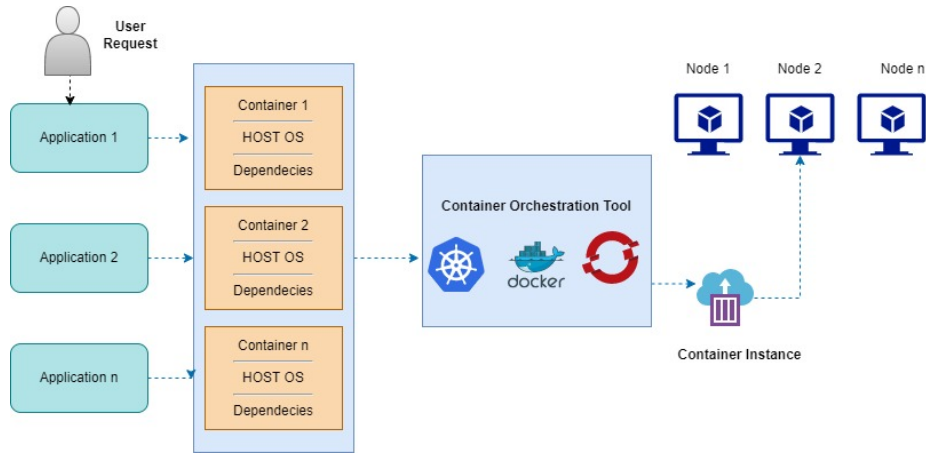 User
Request
Application 1
Container 1
HOST OS
Dependecies
Application 2
Container 2
HOST OS
Dependecies
Application n
Container n
HOST OS
Dependecies
Container Orchestration Tool
docker
Container Instance
Node 1
Node 2
Node n